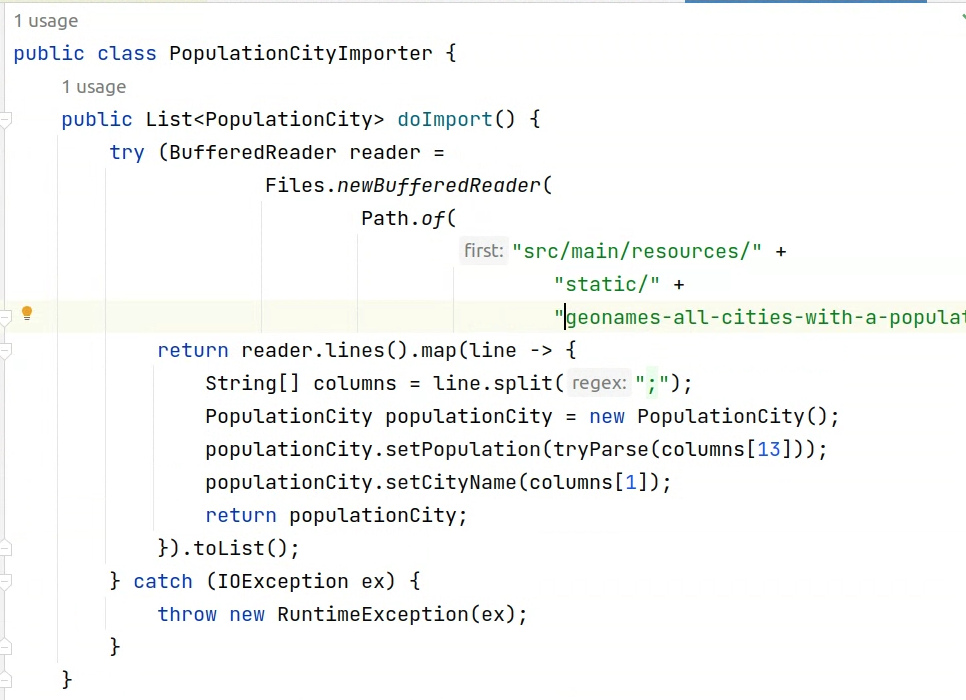 1 usage
public class PopulationCityImporter {
1 usage
public List<PopulationCity> doImport() {
try (BufferedReader reader =
Files.newBufferedReader(
Path.of(
first: "src/main/resources/" +
"static/" +
"geonames-all-cities-with-a-populat
return reader.lines().map(line -> {
String[] columns = line.split( regex: ";");
PopulationCity populationCity = new PopulationCity();
populationCity.setPopulation(tryParse(columns[13]));
populationCity.setCityName(columns[1]);
return populationCity;
}).toList();
} catch (IOException ex) {
throw new RuntimeException(ex);
}
}